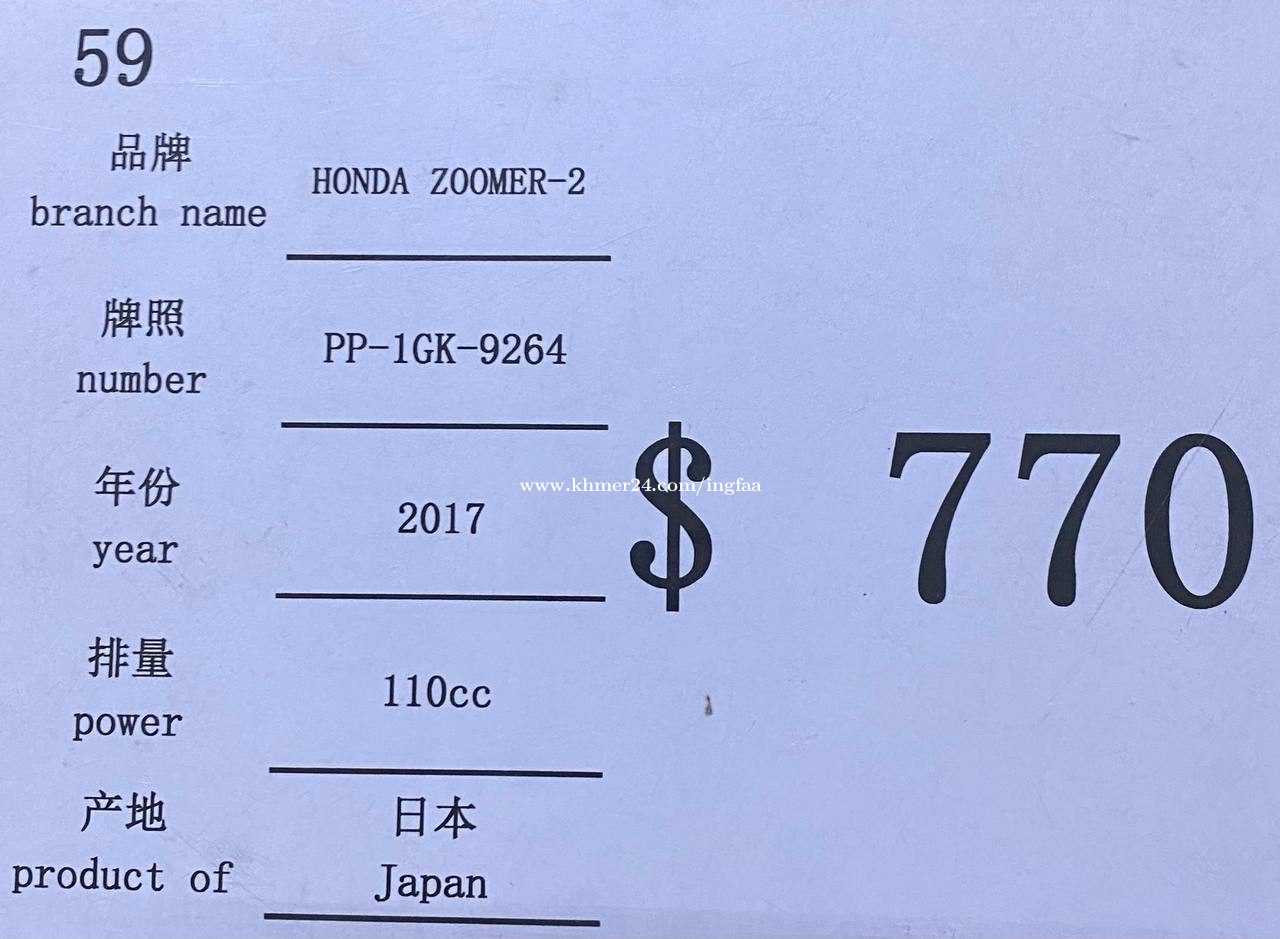 59
品牌
branch name
HONDA ZOOMER-2
牌照
number
PP-1GK-9264
年份
year
2017
$ 770
www.khmer24.com/ingfaa
排量
power
110cc
产地
product of
日本
Japan